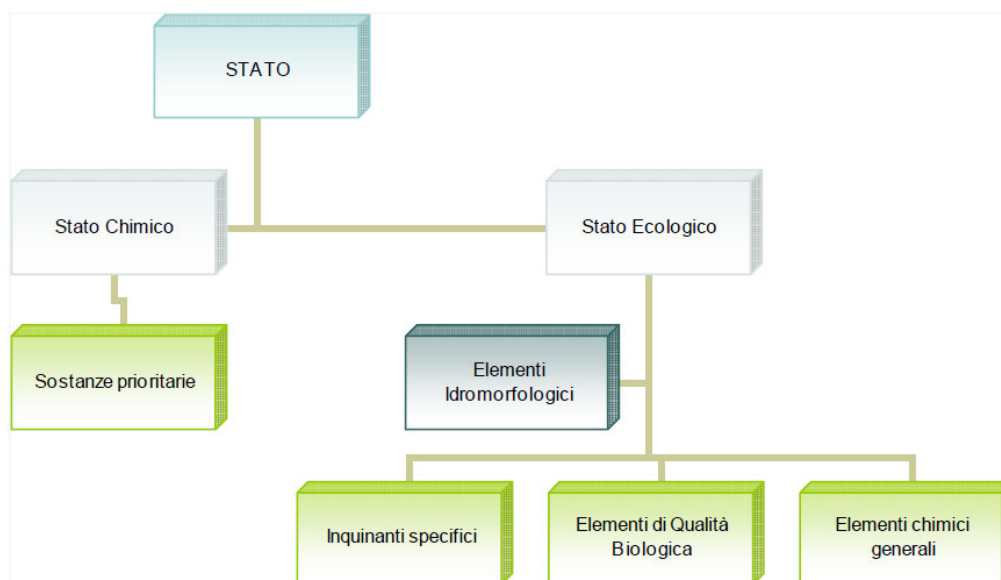 STATO
Stato Chimico
Stato Ecologico
Sostanze prioritarie
Elementi
Idromorfologici
Inquinanti specifici
Elementi di Qualità
Biologica
Elementi chimici
generali